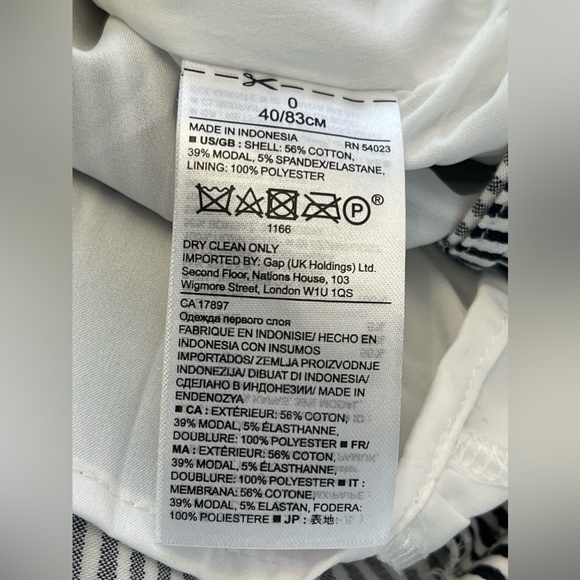 0
40/83CM
MADE IN INDONESIA RN 54023
■ US/GB : SHELL: 56% COTTON,
39% MODAL, 5% SPANDEX/ELASTANE,
LINING: 100% POLYESTER
P®
1166
DRY CLEAN ONLY
IMPORTED BY: Gap (UK Holdings) Ltd.
Second Floor, Nations House, 103
Wigmore Street, London W1U 1QS
CA 17897
Одежда первого слоя
FABRIQUE EN INDONISIE/ HECHO EN
INDONESIA CON INSUMOS
IMPORTADOS/ ZEMLJA PROIZVODNJE
INDONEZIJA/ DIBUAT DI INDONESIA/
СДЕЛАНО В ИНДОНЕЗИИ/ MADE IN
ENDENOZYA
■ CA : EXTÉRIEUR: 56% COTON,
39% MODAL, 5% ÉLASTHANNE,
DOUBLURE: 100% POLYESTER ■ FR/
MA : EXTÉRIEUR: 56% COTON,
39% MODAL, 5% ÉLASTHANNE,
DOUBLURE: 100% POLYESTER ■ IT :
MEMBRANA: 56% COTONE,
39% MODAL, 5% ELASTAN, FODERA:
100% POLIESTERE ■ JP : 表地: